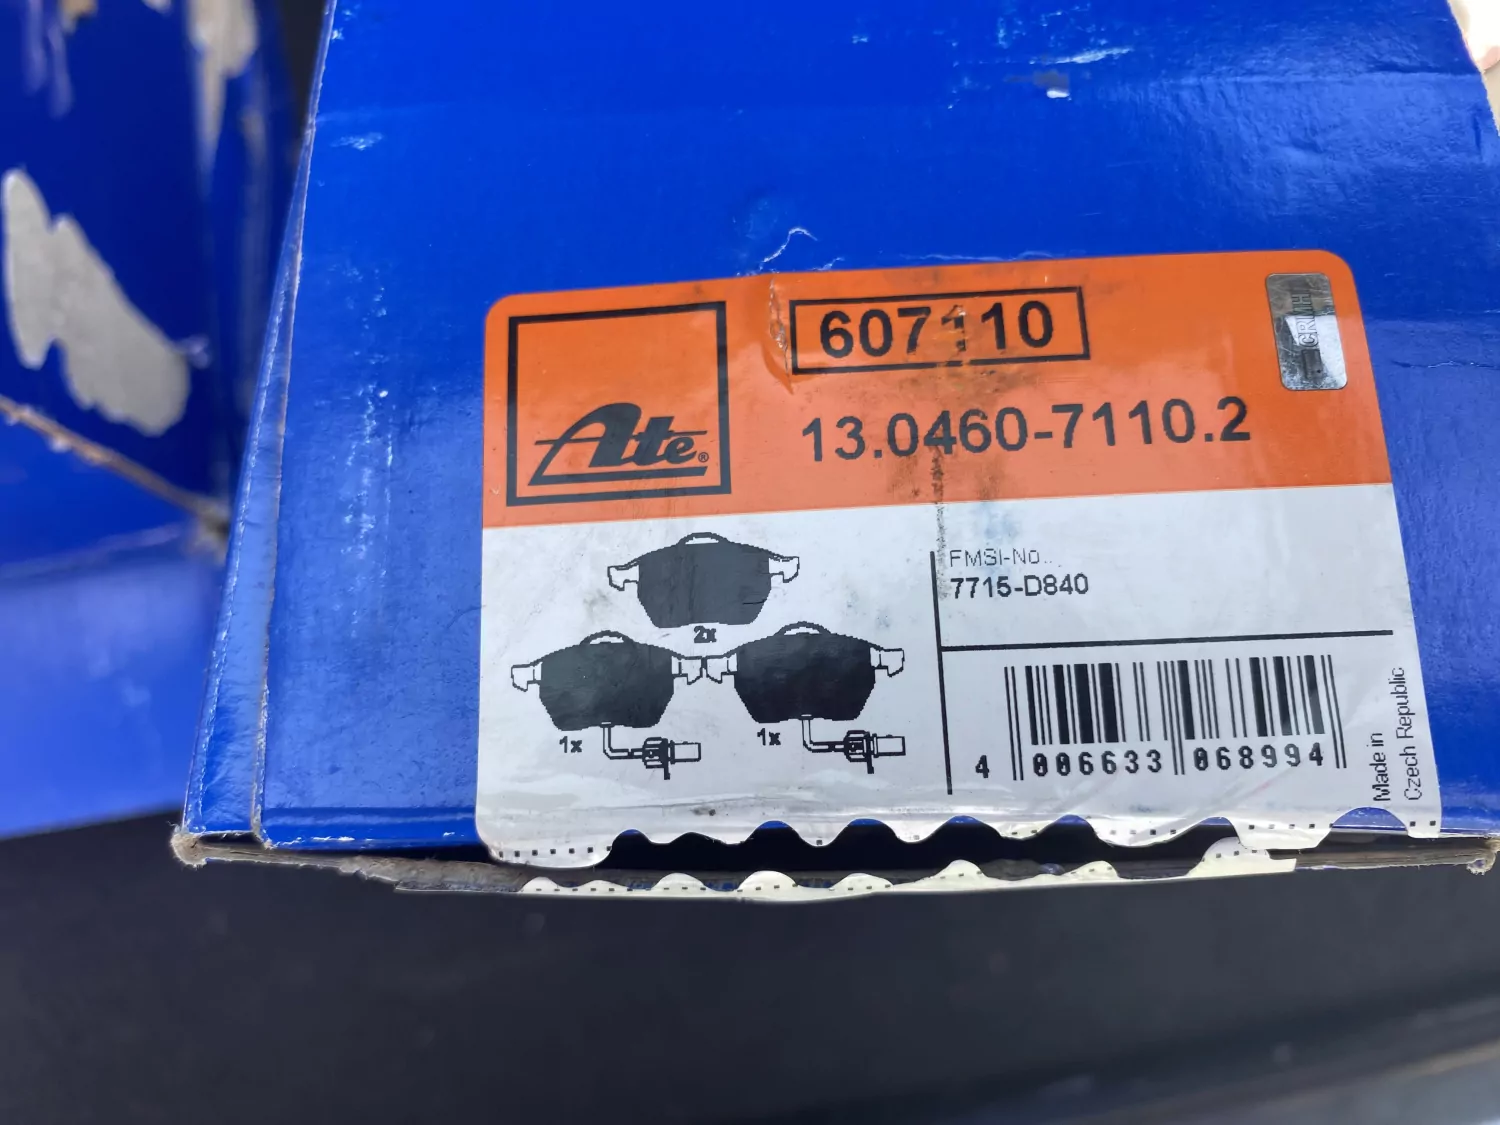 Ate®
607110
13.0460-7110.2
2x
1x
1x
FMSI-No..
7715-D840
4 006633 068994
Made in
Czech Republic